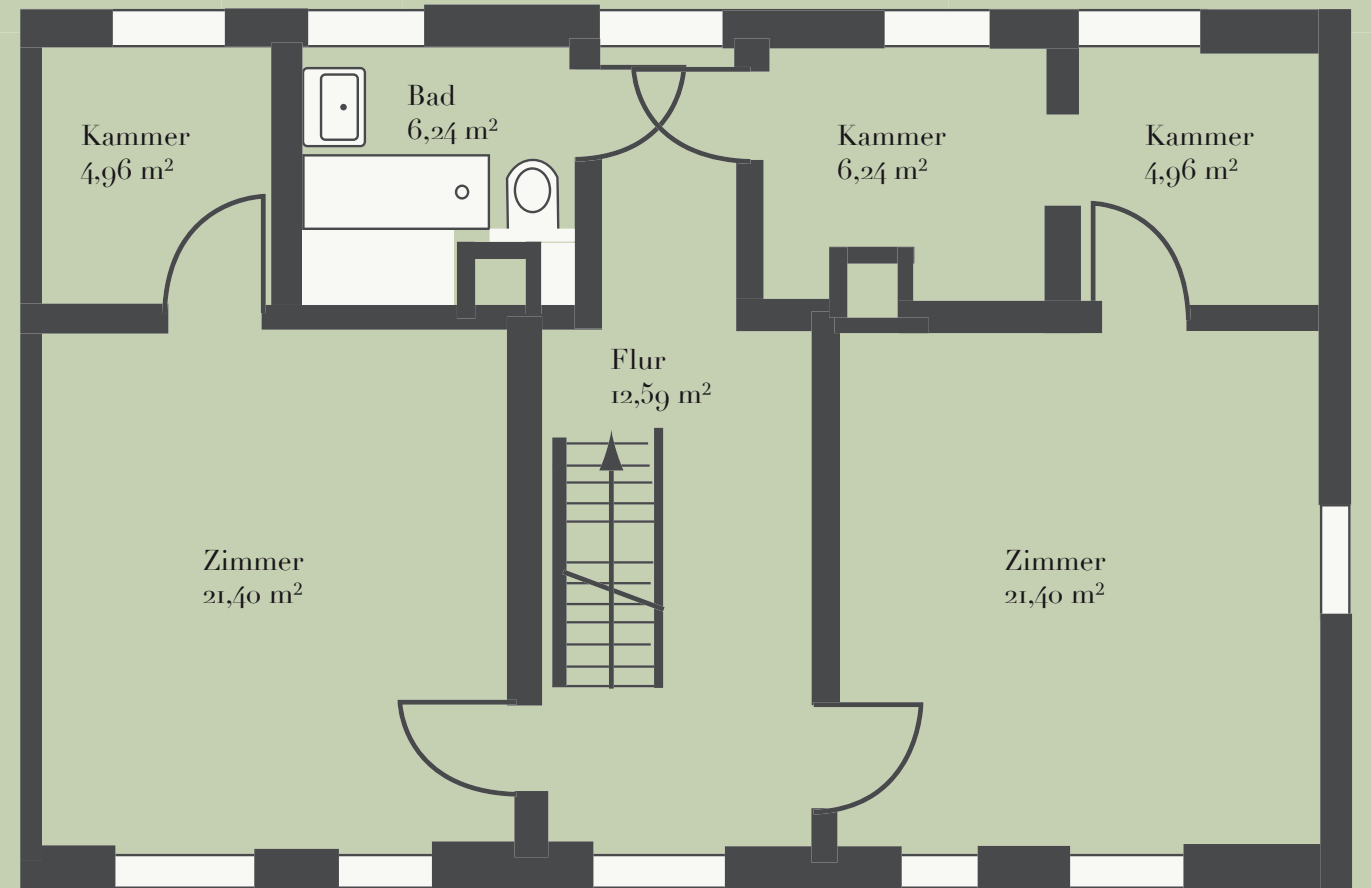 Bad
6,24 m²
Kammer
4,96 m²
Kammer
6,24 m²
Kammer
4,96 m²
Flur
12,59 m²
Zimmer
21,40 m²
Zimmer
21,40 m²